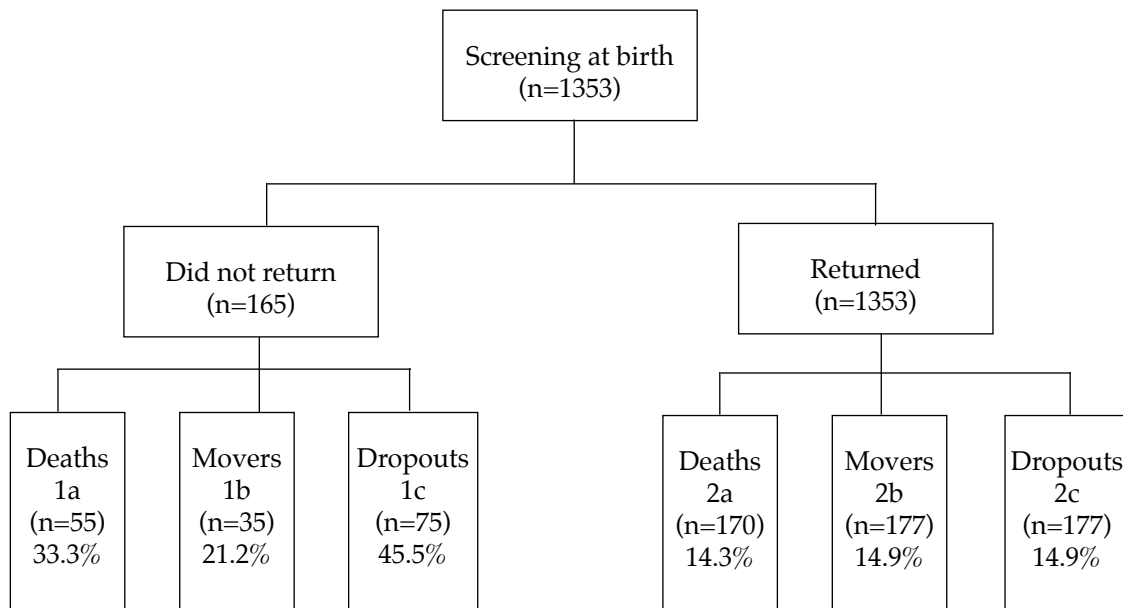 Screening at birth
(n=1353)
Did not return
(n=165)
Returned
(n=1353)
Deaths
1a
(n=55)
33.3%
Movers
1b
(n=35)
21.2%
Dropouts
1c
(n=75)
45.5%
Deaths
2a
(n=170)
14.3%
Movers
2b
(n=177)
14.9%
Dropouts
2c
(n=177)
14.9%